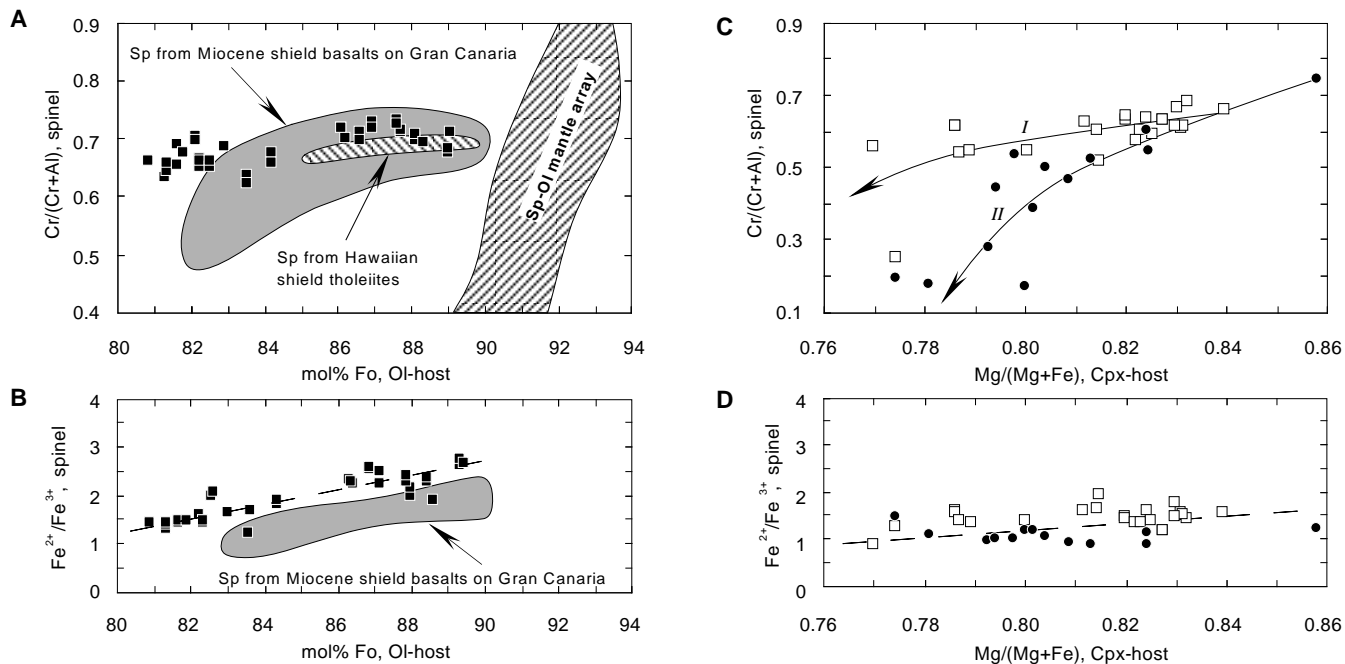 A
Cr/(Cr+Al), spinel
0.9
0.8
0.7
0.6
0.5
0.4
Sp from Miocene shield basalts on Gran Canaria
Sp-Ol mantle array
Sp from Hawaiian
shield tholeiites
80 82 84 86 88 90 92 94
mol% Fo, Ol-host
B
Fe2+/Fe3+, spinel
4
3
2
1
0
Sp from Miocene shield basalts on Gran Canaria
80 82 84 86 88 90 92 94
mol% Fo, Ol-host
C
Cr/(Cr+Al), spinel
0.9
0.7
0.5
0.3
0.1
I
II
0.76 0.78 0.80 0.82 0.84 0.86
Mg/(Mg+Fe), Cpx-host
D
Fe2+/Fe3+, spinel
4
3
2
1
0
0.76 0.78 0.80 0.82 0.84 0.86
Mg/(Mg+Fe), Cpx-host